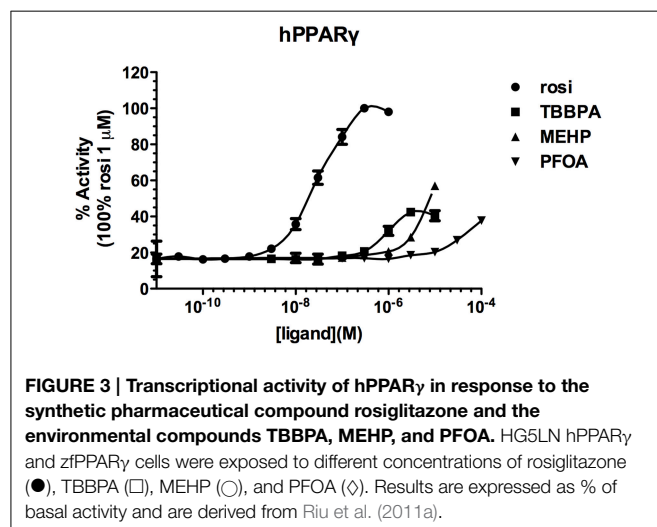 hPPARγ
% Activity
(100% rosi 1 μM)
120
100
80
60
40
20
0
10⁻¹⁰
10⁻⁸
10⁻⁶
10⁻⁴
[ligand](M)
rosi
TBBPA
MEHP
PFOA
FIGURE 3 | Transcriptional activity of hPPARγ in response to the
synthetic pharmaceutical compound rosiglitazone and the
environmental compounds TBBPA, MEHP, and PFOA. HG5LN hPPARγ
and zfPPARγ cells were exposed to different concentrations of rosiglitazone
(●), TBBPA (□), MEHP (○), and PFOA (◊). Results are expressed as % of
basal activity and are derived from Riu et al. (2011a).